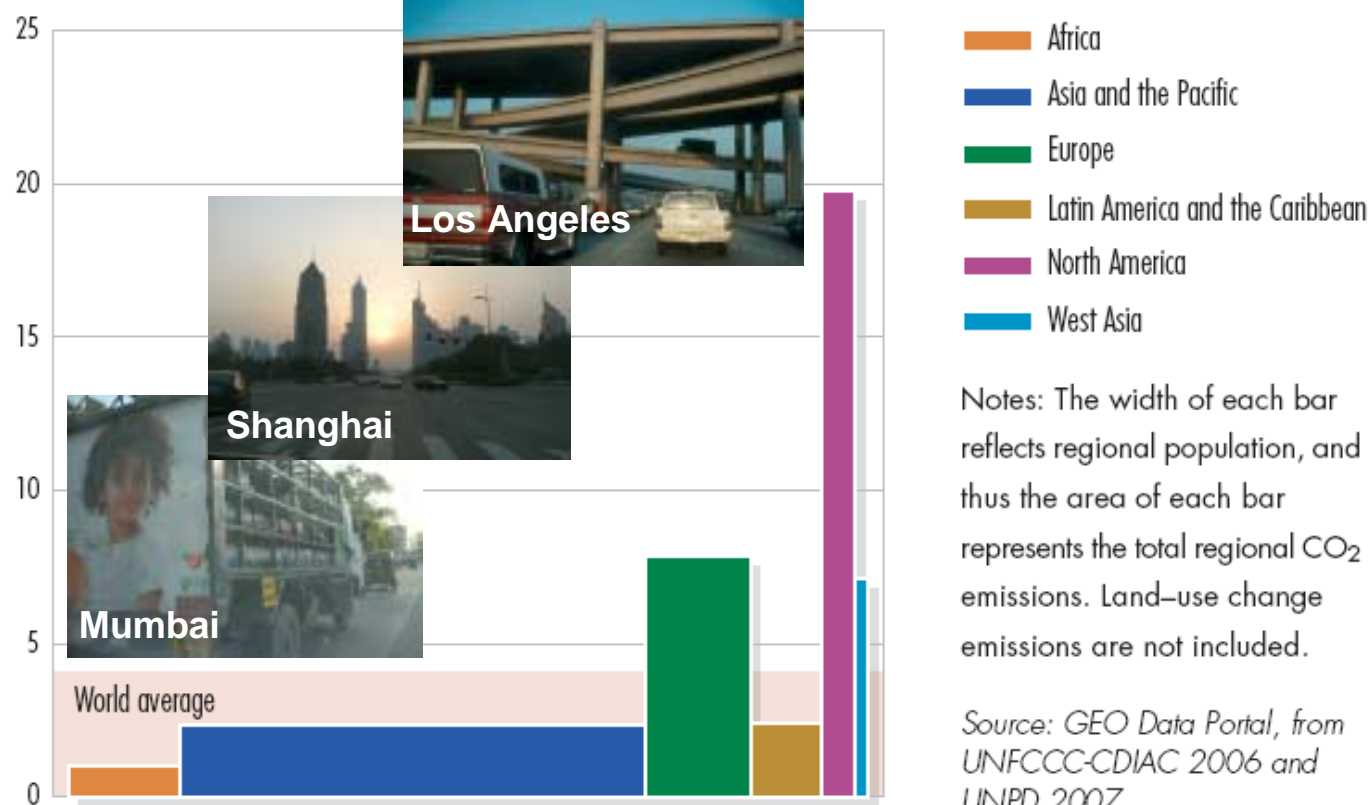 25
20
15
10
5
0
Los Angeles
Shanghai
Mumbai
World average
Africa
Asia and the Pacific
Europe
Latin America and the Caribbean
North America
West Asia
Notes: The width of each bar
reflects regional population, and
thus the area of each bar
represents the total regional CO₂
emissions. Land–use change
emissions are not included.
Source: GEO Data Portal, from
UNFCCC-CDIAC 2006 and
UNPD 2007